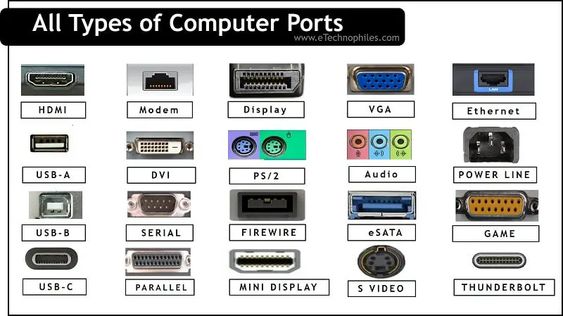 All Types of Computer Ports
www.eTechnophiles.com
HDMI
Modem
Display
VGA
LAN
Ethernet
USB-A
DVI
PS/2
Audio
POWER LINE
USB-B
SERIAL
FIREWIRE
eSATA
GAME
USB-C
PARALLEL
MINI DISPLAY
S VIDEO
THUNDERBOLT